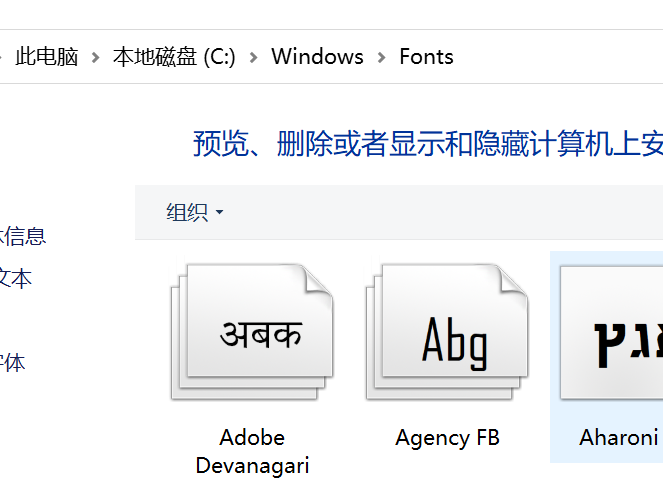 此电脑 > 本地磁盘 (C:) > Windows > Fonts
预览、删除或者显示和隐藏计算机上安
组织
信息
文本
字体
अबक
Abg
Adobe Devanagari
Agency FB
Aharoni